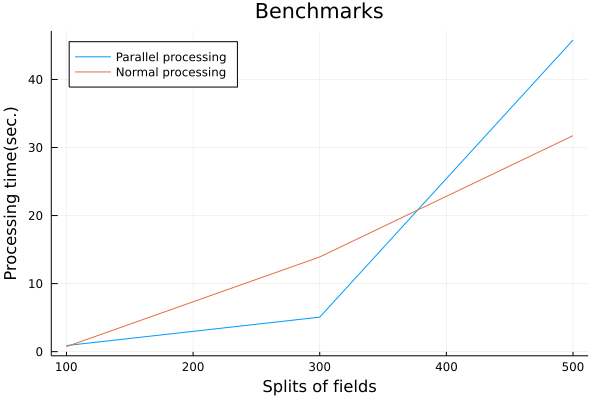 Benchmarks
Parallel processing
Normal processing
Processing time(sec.)
40
30
20
10
0
100 200 300 400 500
Splits of fields